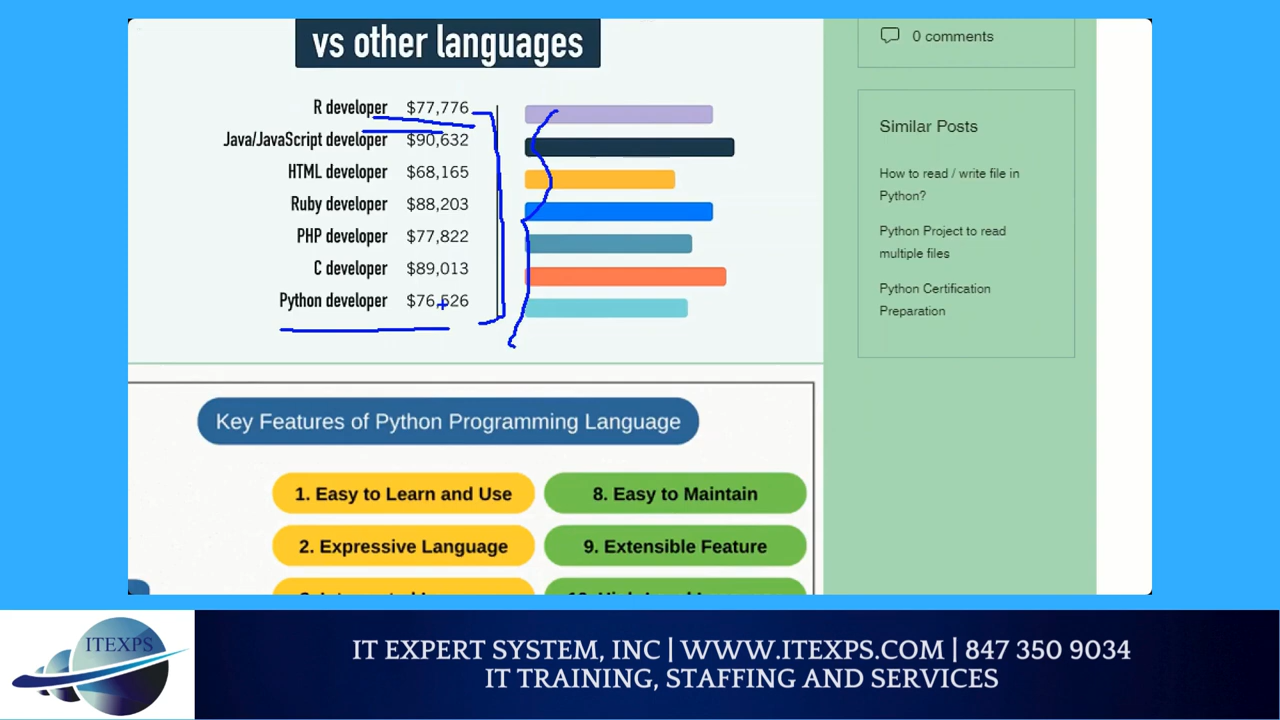 vs other languages
R developer $77,776
Java/JavaScript developer $90,632
HTML developer $68,165
Ruby developer $88,203
PHP developer $77,822
C developer $89,013
Python developer $76,526
0 comments
Similar Posts
How to read / write file in
Python?
Python Project to read
multiple files
Python Certification
Preparation
Key Features of Python Programming Language
1. Easy to Learn and Use
2. Expressive Language
8. Easy to Maintain
9. Extensible Feature
ITEXPS
IT EXPERT SYSTEM, INC | WWW.ITEXPS.COM | 847 350 9034
IT TRAINING, STAFFING AND SERVICES